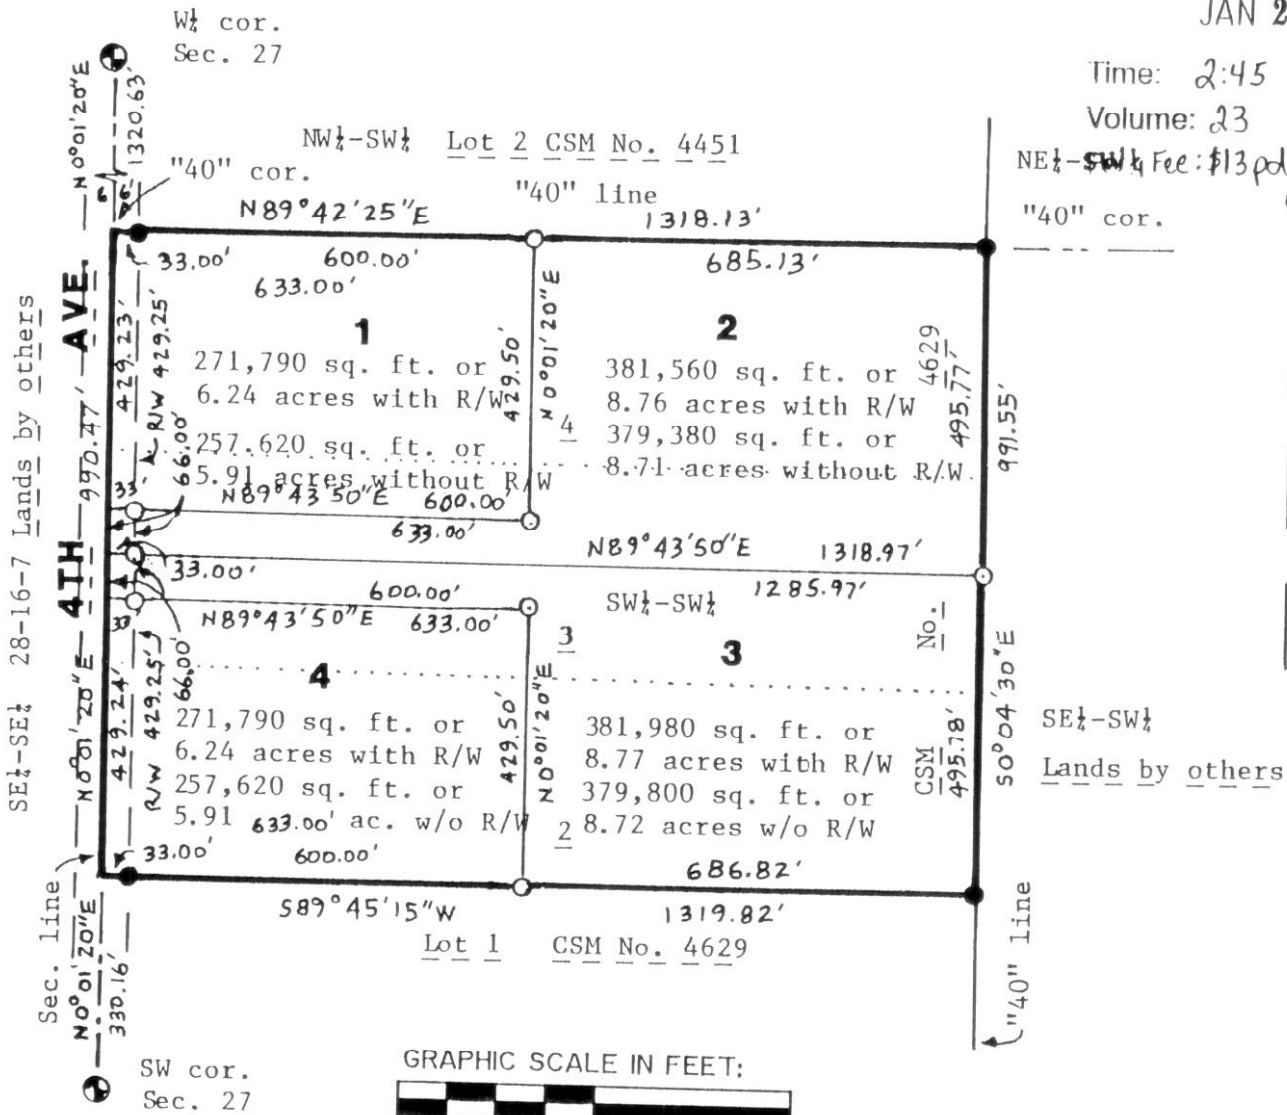 JAN 2
W¼ cor.
Sec. 27
Time: 2:45
Volume: 23
NE¼-SW¼ Fee: $13 pd
"40" cor.
N0°01'20"E
1320.63'
NW¼-SW¼ Lot 2 CSM No. 4451
"40" cor.
"40" line
N89°42'25"E
1318.13'
33.00'
600.00'
685.13'
633.00'
SE¼-SE¼ 28-16-7 Lands by others
4TH AVE.
990.47'
N0°01'20"E
429.23'
R/W 429.25'
66.00'
1
271,790 sq. ft. or
6.24 acres with R/W
257,620 sq. ft. or
5.91 acres without R/W
429.50'
N0°01'20"E
4
2
381,560 sq. ft. or
8.76 acres with R/W
379,380 sq. ft. or
8.71 acres without R/W
4629
495.77'
991.55'
33'
N89°43'50"E 600.00'
633.00'
N89°43'50"E 1318.97'
33.00'
1285.97'
600.00'
33'
N89°43'50"E 633.00'
SW¼-SW¼
No.
3
3
S0°04'30"E
429.24'
R/W 429.25'
66.00'
4
271,790 sq. ft. or
6.24 acres with R/W
257,620 sq. ft. or
5.91 633.00' ac. w/o R/W
429.50'
N0°01'20"E
381,980 sq. ft. or
8.77 acres with R/W
379,800 sq. ft. or
2 8.72 acres w/o R/W
CSM
495.78'
SE¼-SW¼
Lands by others
33.00'
600.00'
686.82'
S89°45'15"W
1319.82'
Lot 1 CSM No. 4629
Sec. line
N0°01'20"E
330.16'
"40" line
SW cor.
Sec. 27
GRAPHIC SCALE IN FEET: